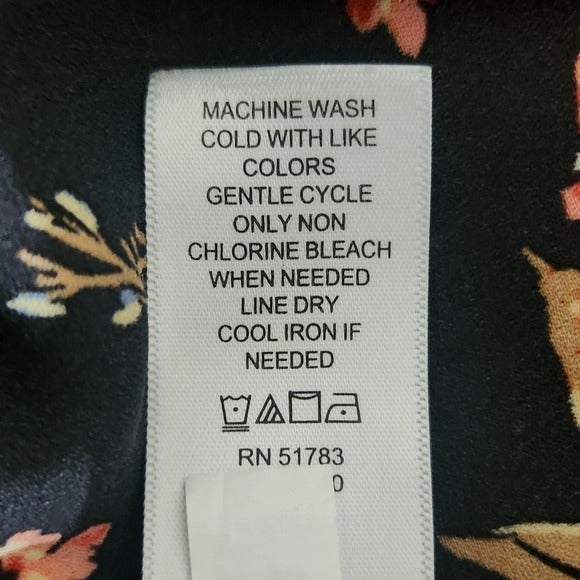 MACHINE WASH
COLD WITH LIKE
COLORS
GENTLE CYCLE
ONLY NON
CHLORINE BLEACH
WHEN NEEDED
LINE DRY
COOL IRON IF
NEEDED
RN 51783
0